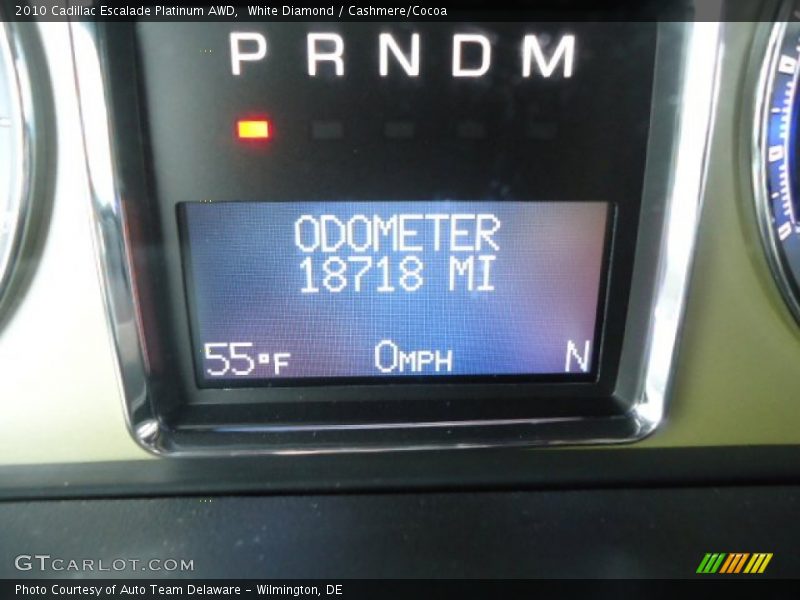 2010 Cadillac Escalade Platinum AWD, White Diamond / Cashmere/Cocoa
P R N D M
ODOMETER
18718 MI
55°F 0MPH N
GTCARLOT.COM
Photo Courtesy of Auto Team Delaware - Wilmington, DE